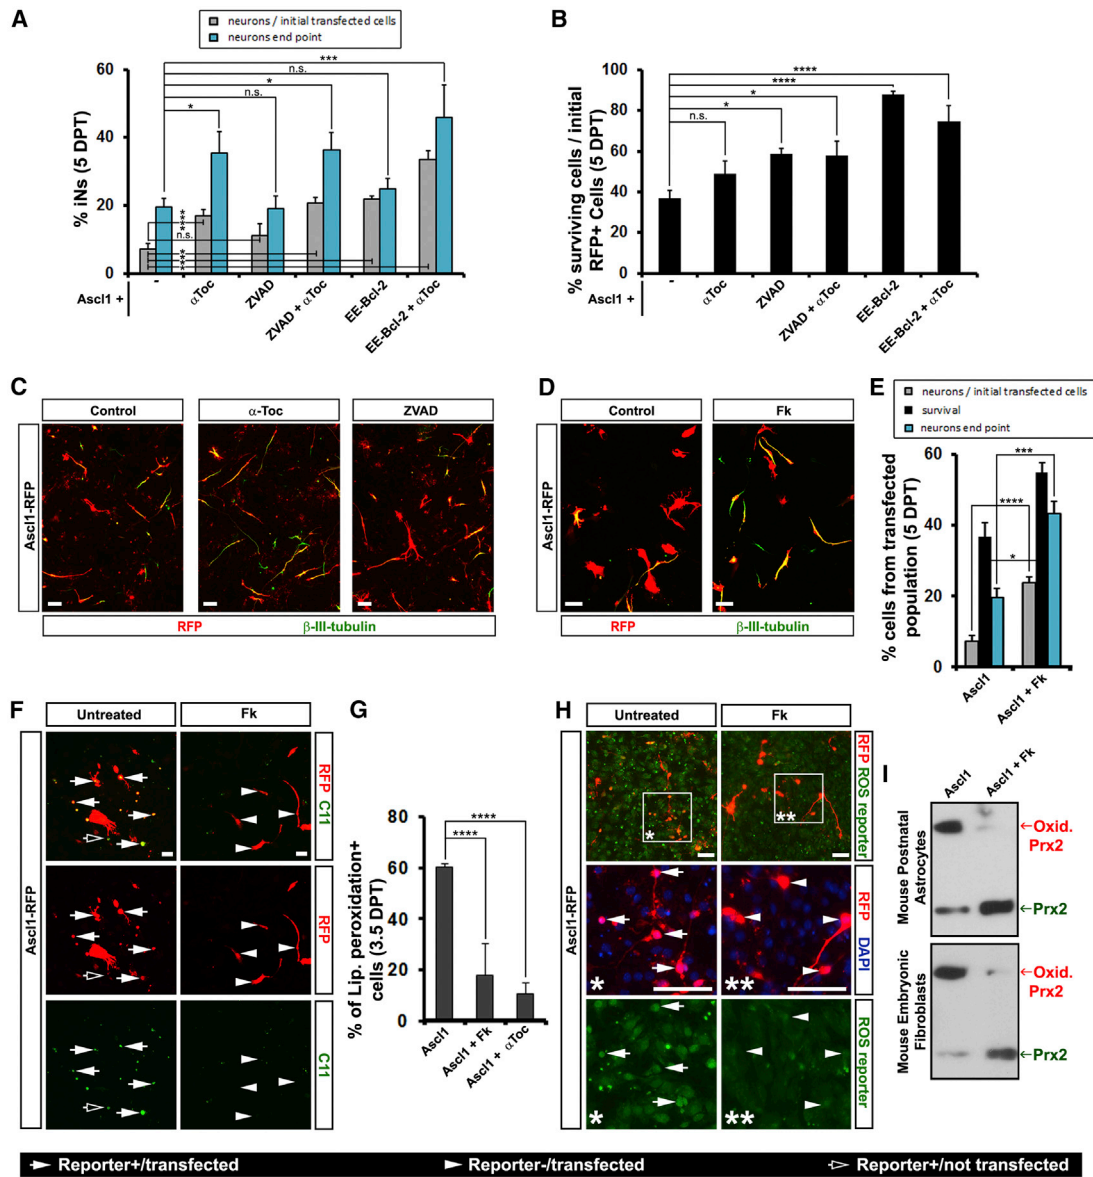 A
neurons / initial transfected cells
neurons end point
% iNs (5 DPT)
60
40
20
0
***
n.s.
*
n.s.
*
****
n.s.
****
Ascl1 +
-
αToc
ZVAD
ZVAD + αToc
EE-Bcl-2
EE-Bcl-2 + αToc
B
% surviving cells / initial
RFP+ Cells (5 DPT)
100
80
60
40
20
0
****
****
*
*
n.s.
Ascl1 +
-
αToc
ZVAD
ZVAD + αToc
EE-Bcl-2
EE-Bcl-2 + αToc
C
Control
α-Toc
ZVAD
Ascl1-RFP
RFP
β-III-tubulin
D
Control
Fk
Ascl1-RFP
RFP
β-III-tubulin
E
neurons / initial transfected cells
survival
neurons end point
% cells from transfected
population (5 DPT)
60
40
20
0
***
****
*
Ascl1
Ascl1 + Fk
F
Untreated
Fk
Ascl1-RFP
RFP C11
RFP
C11
G
% of Lip. peroxidation+
cells (3.5 DPT)
80
60
40
20
0
****
****
Ascl1
Ascl1 + Fk
Ascl1 + αToc
H
Untreated
Fk
Ascl1-RFP
RFP ROS reporter
RFP DAPI
ROS reporter
*
**
*
**
*
**
I
Ascl1
Ascl1 + Fk
Mouse Postnatal
Astrocytes
←Oxid.
Prx2
←Prx2
Mouse Embryonic
Fibroblasts
←Oxid.
Prx2
←Prx2
Reporter+/transfected
Reporter-/transfected
Reporter+/not transfected